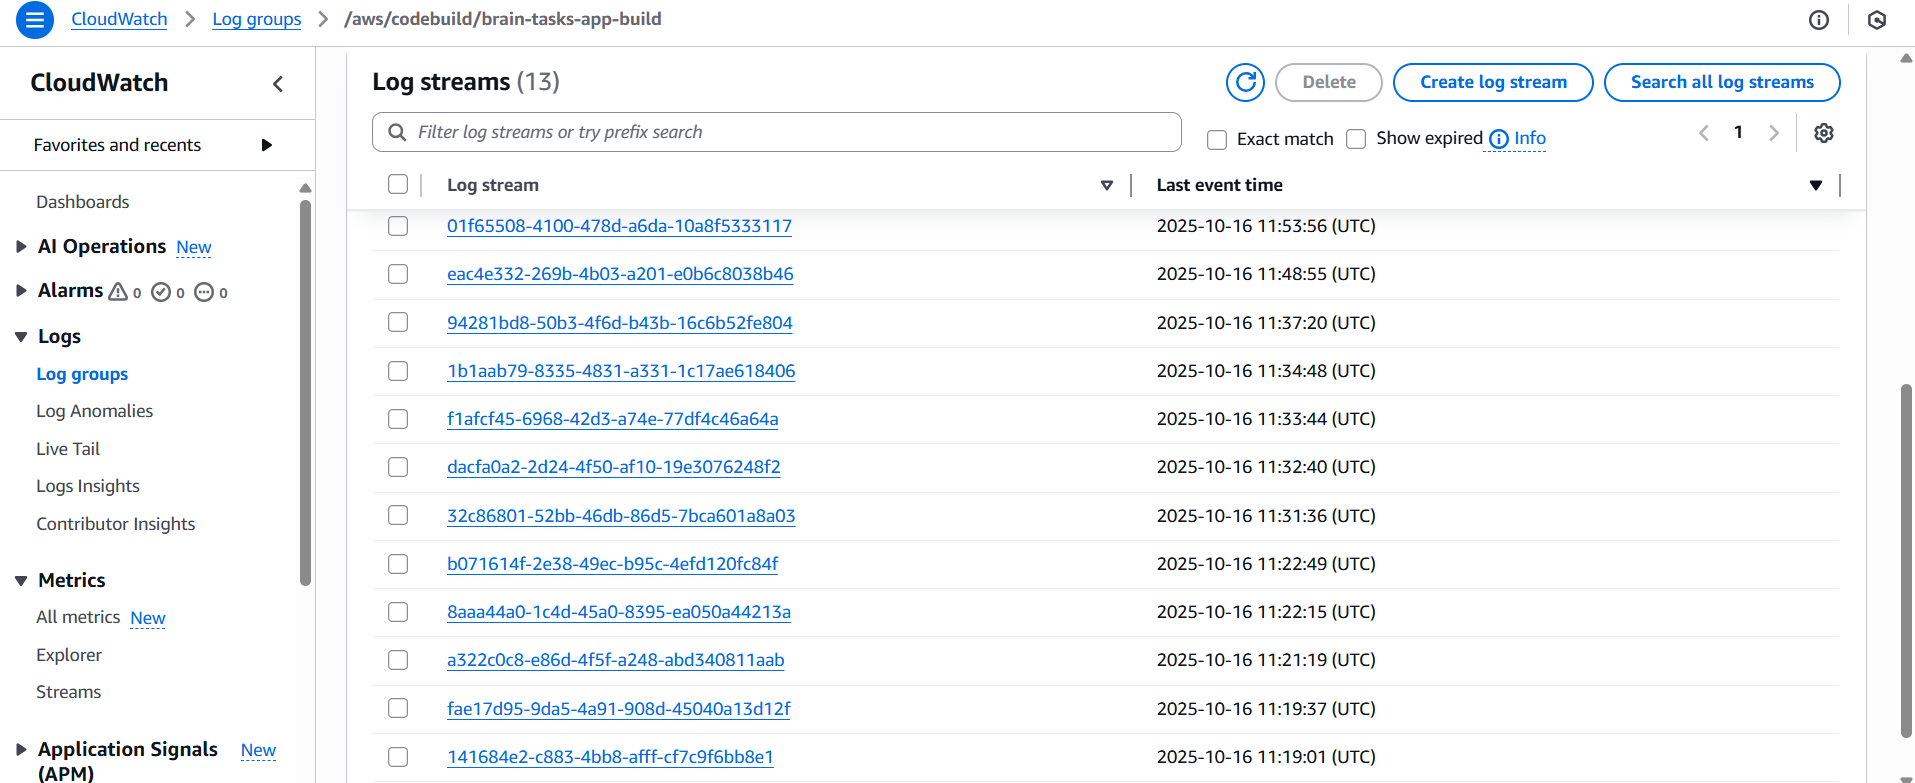 CloudWatch > Log groups > /aws/codebuild/brain-tasks-app-build
CloudWatch
Favorites and recents
Dashboards
AI Operations New
Alarms 0 0 0
Logs
Log groups
Log Anomalies
Live Tail
Logs Insights
Contributor Insights
Metrics
All metrics New
Explorer
Streams
Application Signals New
(APM)
Log streams (13)
Delete
Create log stream
Search all log streams
Filter log streams or try prefix search
Exact match
Show expired Info
1
Log stream Last event time
01f65508-4100-478d-a6da-10a8f5333117 2025-10-16 11:53:56 (UTC)
eac4e332-269b-4b03-a201-e0b6c8038b46 2025-10-16 11:48:55 (UTC)
94281bd8-50b3-4f6d-b43b-16c6b52fe804 2025-10-16 11:37:20 (UTC)
1b1aab79-8335-4831-a331-1c17ae618406 2025-10-16 11:34:48 (UTC)
f1afcf45-6968-42d3-a74e-77df4c46a64a 2025-10-16 11:33:44 (UTC)
dacfa0a2-2d24-4f50-af10-19e3076248f2 2025-10-16 11:32:40 (UTC)
32c86801-52bb-46db-86d5-7bca601a8a03 2025-10-16 11:31:36 (UTC)
b071614f-2e38-49ec-b95c-4efd120fc84f 2025-10-16 11:22:49 (UTC)
8aaa44a0-1c4d-45a0-8395-ea050a44213a 2025-10-16 11:22:15 (UTC)
a322c0c8-e86d-4f5f-a248-abd340811aab 2025-10-16 11:21:19 (UTC)
fae17d95-9da5-4a91-908d-45040a13d12f 2025-10-16 11:19:37 (UTC)
141684e2-c883-4bb8-afff-cf7c9f6bb8e1 2025-10-16 11:19:01 (UTC)